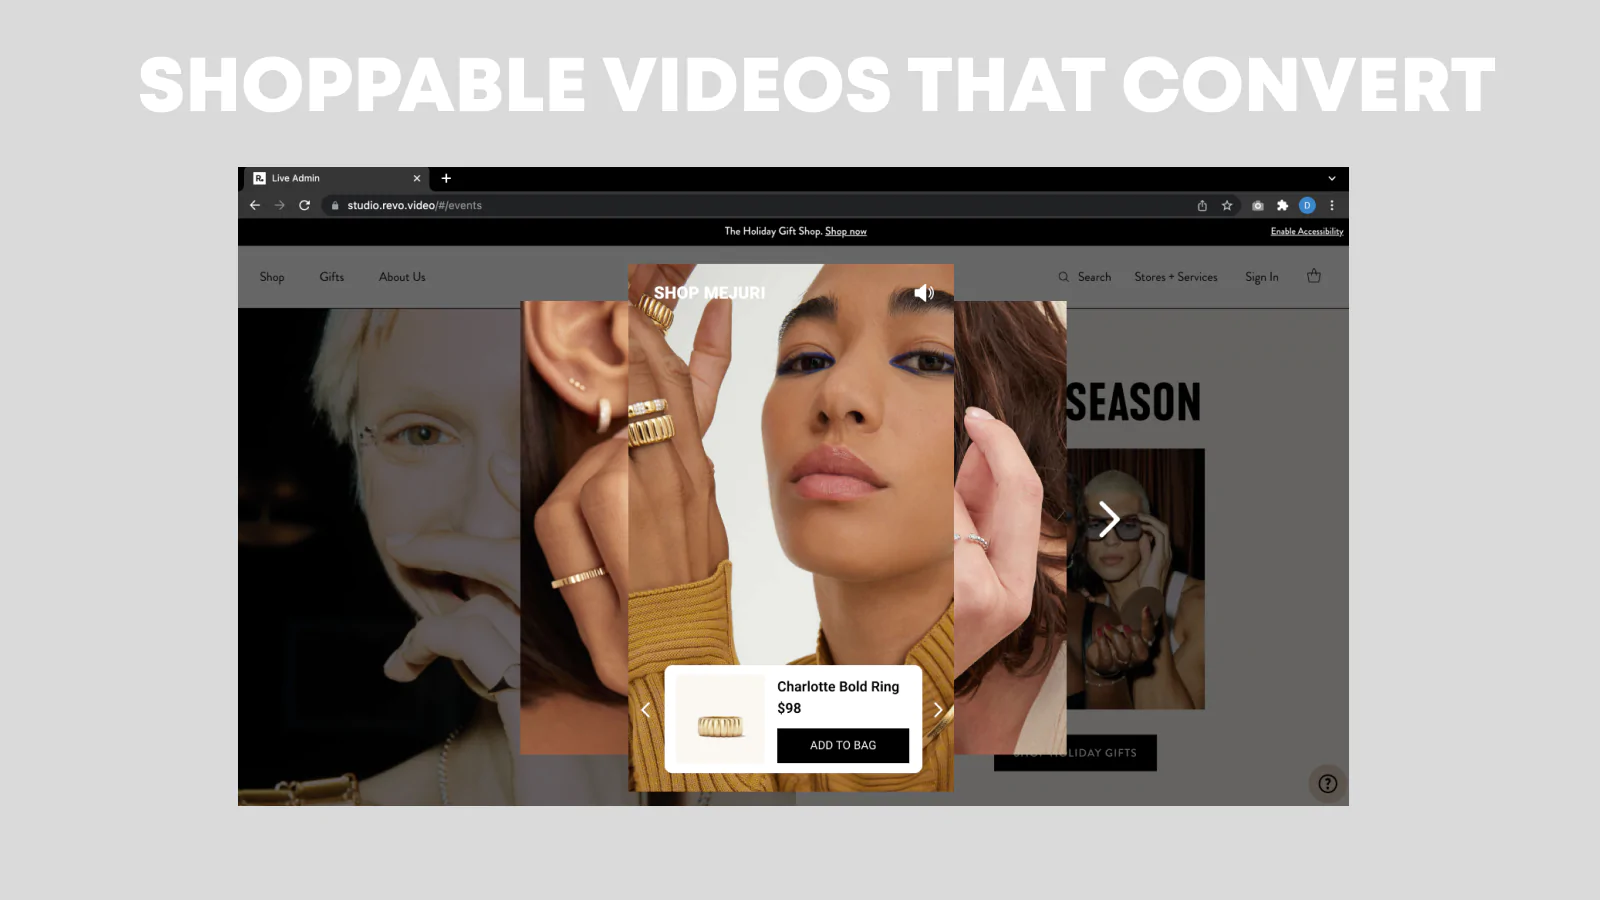 SHOPPABLE VIDEOS THAT CONVERT
R.
Live Admin
studio.revo.video/#/events
D
The Holiday Gift Shop. Shop now
Enable Accessibility
Shop
Gifts
About Us
Search
Stores + Services
Sign In
SHOP MEJURI
SEASON
Charlotte Bold Ring
$98
ADD TO BAG
SHOP HOLIDAY GIFTS
?